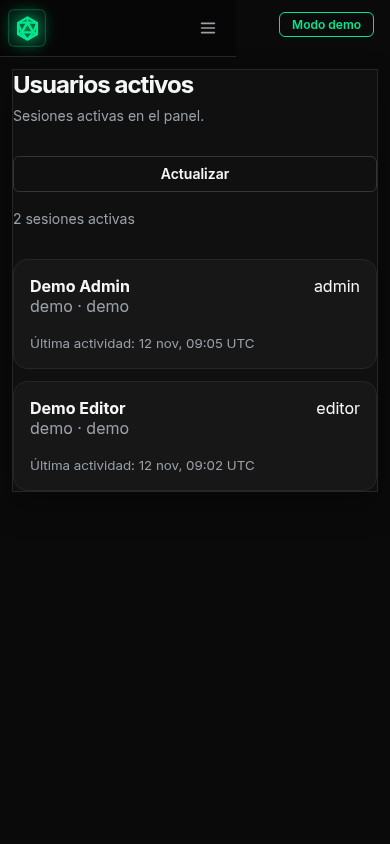 Modo demo
Usuarios activos
Sesiones activas en el panel.
Actualizar
2 sesiones activas
Demo Admin
admin
demo · demo
Última actividad: 12 nov, 09:05 UTC
Demo Editor
editor
demo · demo
Última actividad: 12 nov, 09:02 UTC